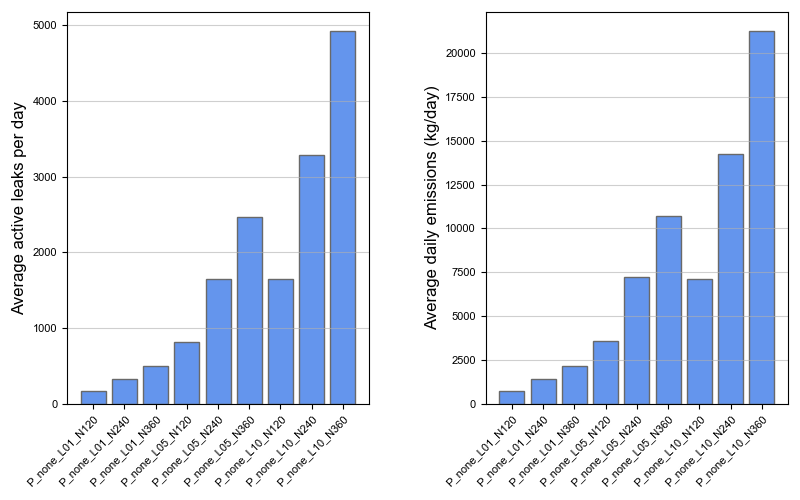 Average active leaks per day
5000
4000
3000
2000
1000
0
P_none_L01_N120
P_none_L01_N240
P_none_L01_N360
P_none_L05_N120
P_none_L05_N240
P_none_L05_N360
P_none_L10_N120
P_none_L10_N240
P_none_L10_N360
Average daily emissions (kg/day)
20000
17500
15000
12500
10000
7500
5000
2500
0
P_none_L01_N120
P_none_L01_N240
P_none_L01_N360
P_none_L05_N120
P_none_L05_N240
P_none_L05_N360
P_none_L10_N120
P_none_L10_N240
P_none_L10_N360